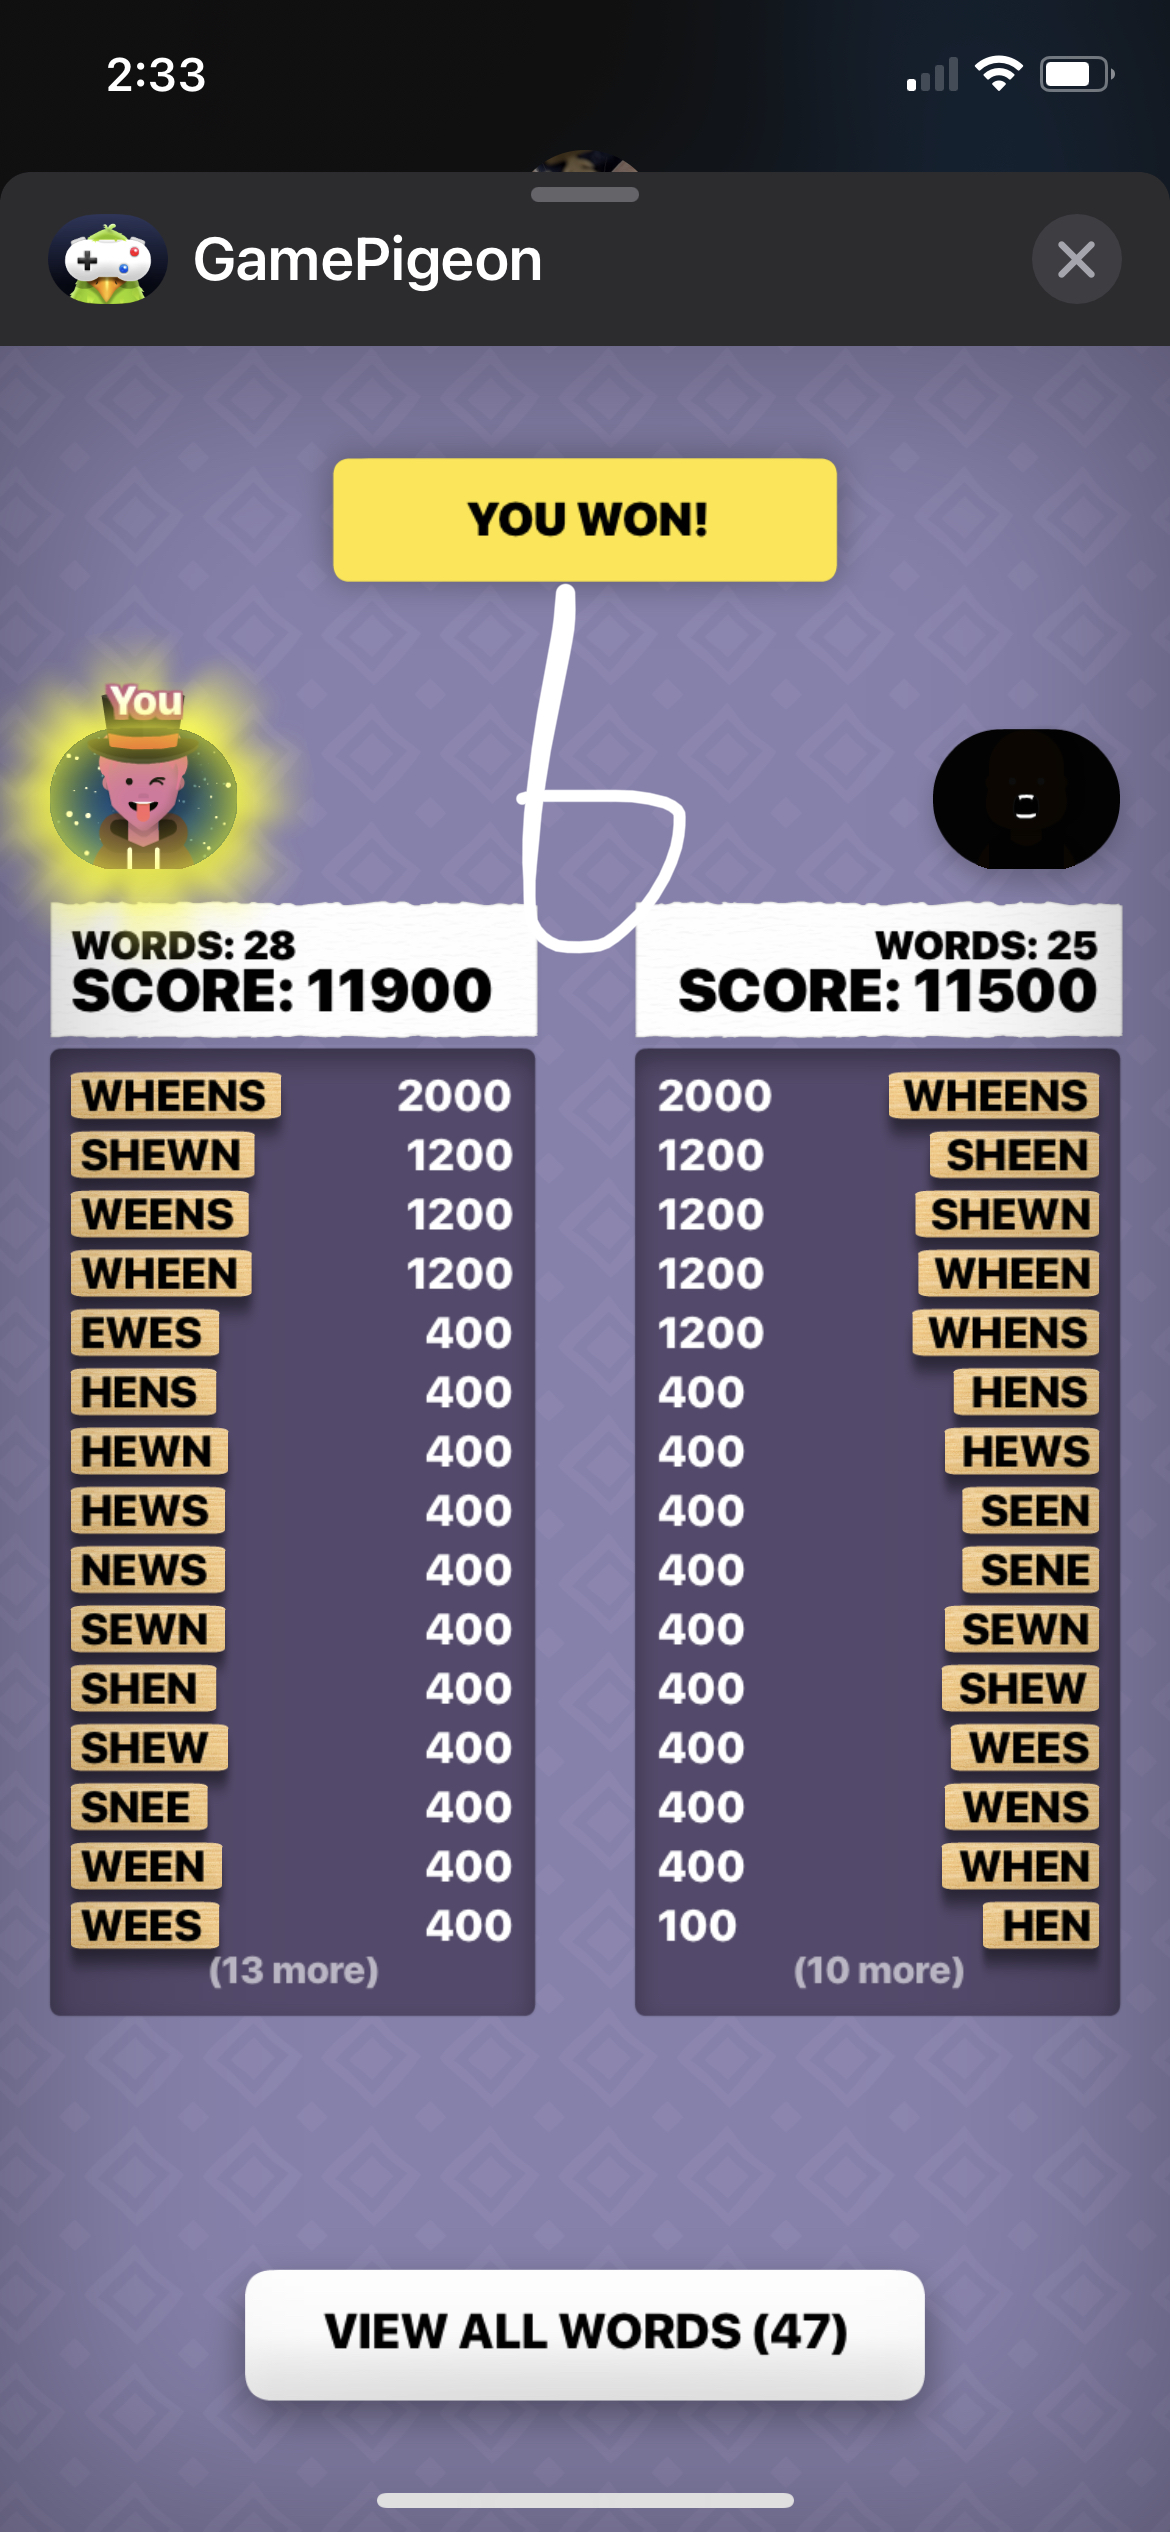 2:33
GamePigeon
YOU WON!
6
You
WORDS: 28
SCORE: 11900
WORDS: 25
SCORE: 11500
WHEENS 2000
SHEWN 1200
WEENS 1200
WHEEN 1200
EWES 400
HENS 400
HEWN 400
HEWS 400
NEWS 400
SEWN 400
SHEN 400
SHEW 400
SNEE 400
WEEN 400
WEES 400
(13 more)
2000 WHEENS
1200 SHEEN
1200 SHEWN
1200 WHEEN
1200 WHENS
400 HENS
400 HEWS
400 SEEN
400 SENE
400 SEWN
400 SHEW
400 WEES
400 WENS
400 WHEN
100 HEN
(10 more)
VIEW ALL WORDS (47)